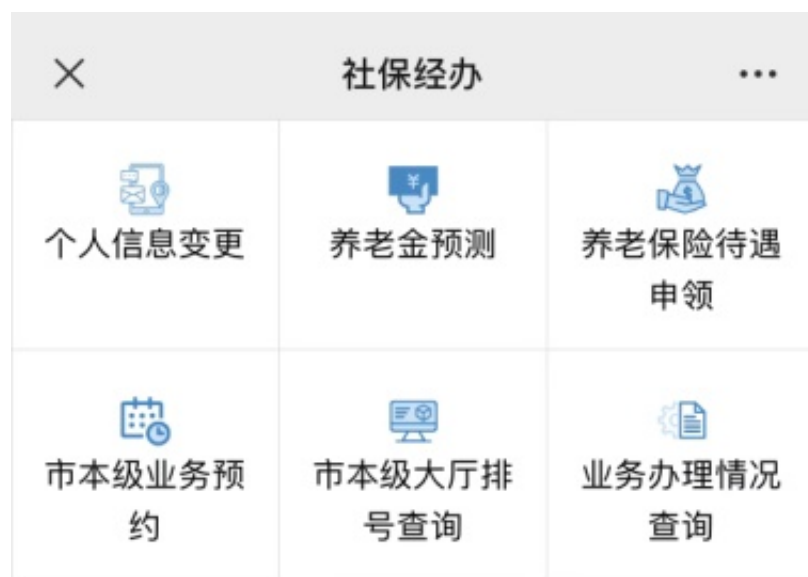 社保经办
个人信息变更
养老金预测
养老保险待遇
申领
市本级业务预
约
市本级大厅排
号查询
业务办理情况
查询